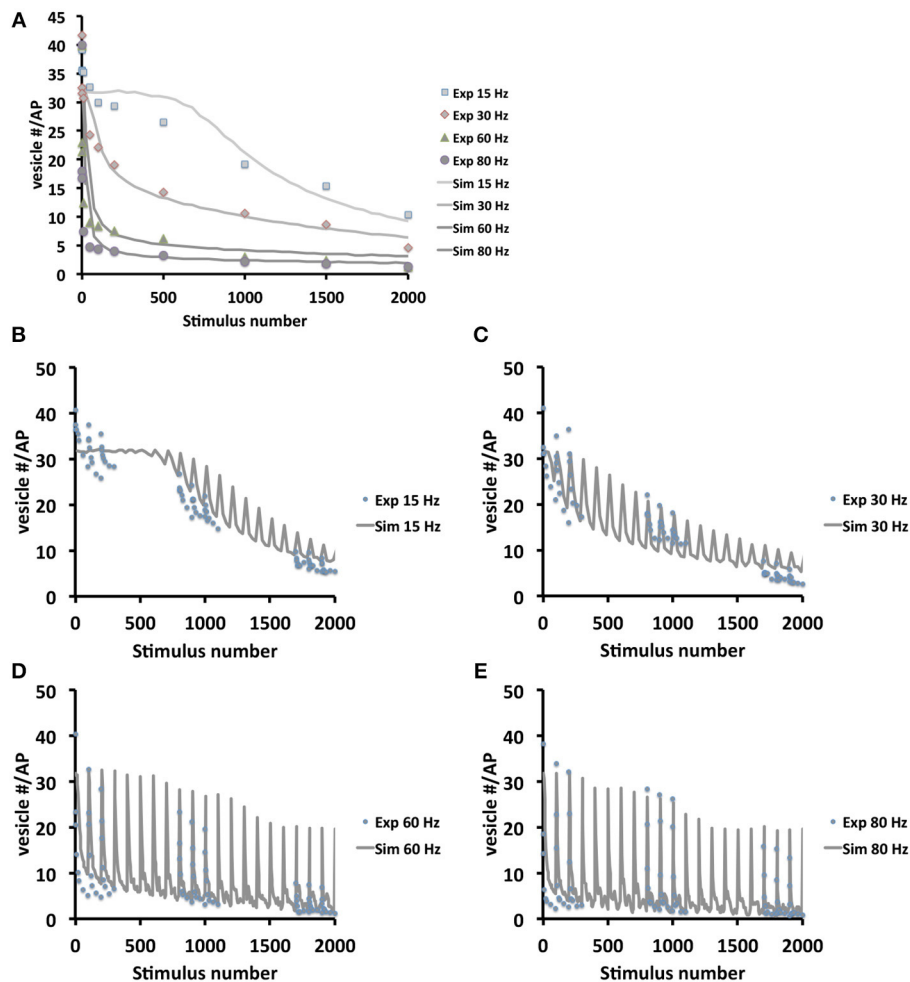 A
45
40
35
30
25
20
15
10
5
0
vesicle #/AP
0 500 1000 1500 2000
Stimulus number
Exp 15 Hz
Exp 30 Hz
Exp 60 Hz
Exp 80 Hz
Sim 15 Hz
Sim 30 Hz
Sim 60 Hz
Sim 80 Hz
B
50
40
30
20
10
0
vesicle #/AP
0 500 1000 1500 2000
Stimulus number
Exp 15 Hz
Sim 15 Hz
C
50
40
30
20
10
0
vesicle #/AP
0 500 1000 1500 2000
Stimulus number
Exp 30 Hz
Sim 30 Hz
D
50
40
30
20
10
0
vesicle #/AP
0 500 1000 1500 2000
Stimulus number
Exp 60 Hz
Sim 60 Hz
E
50
40
30
20
10
0
vesicle #/AP
0 500 1000 1500 2000
Stimulus number
Exp 80 Hz
Sim 80 Hz